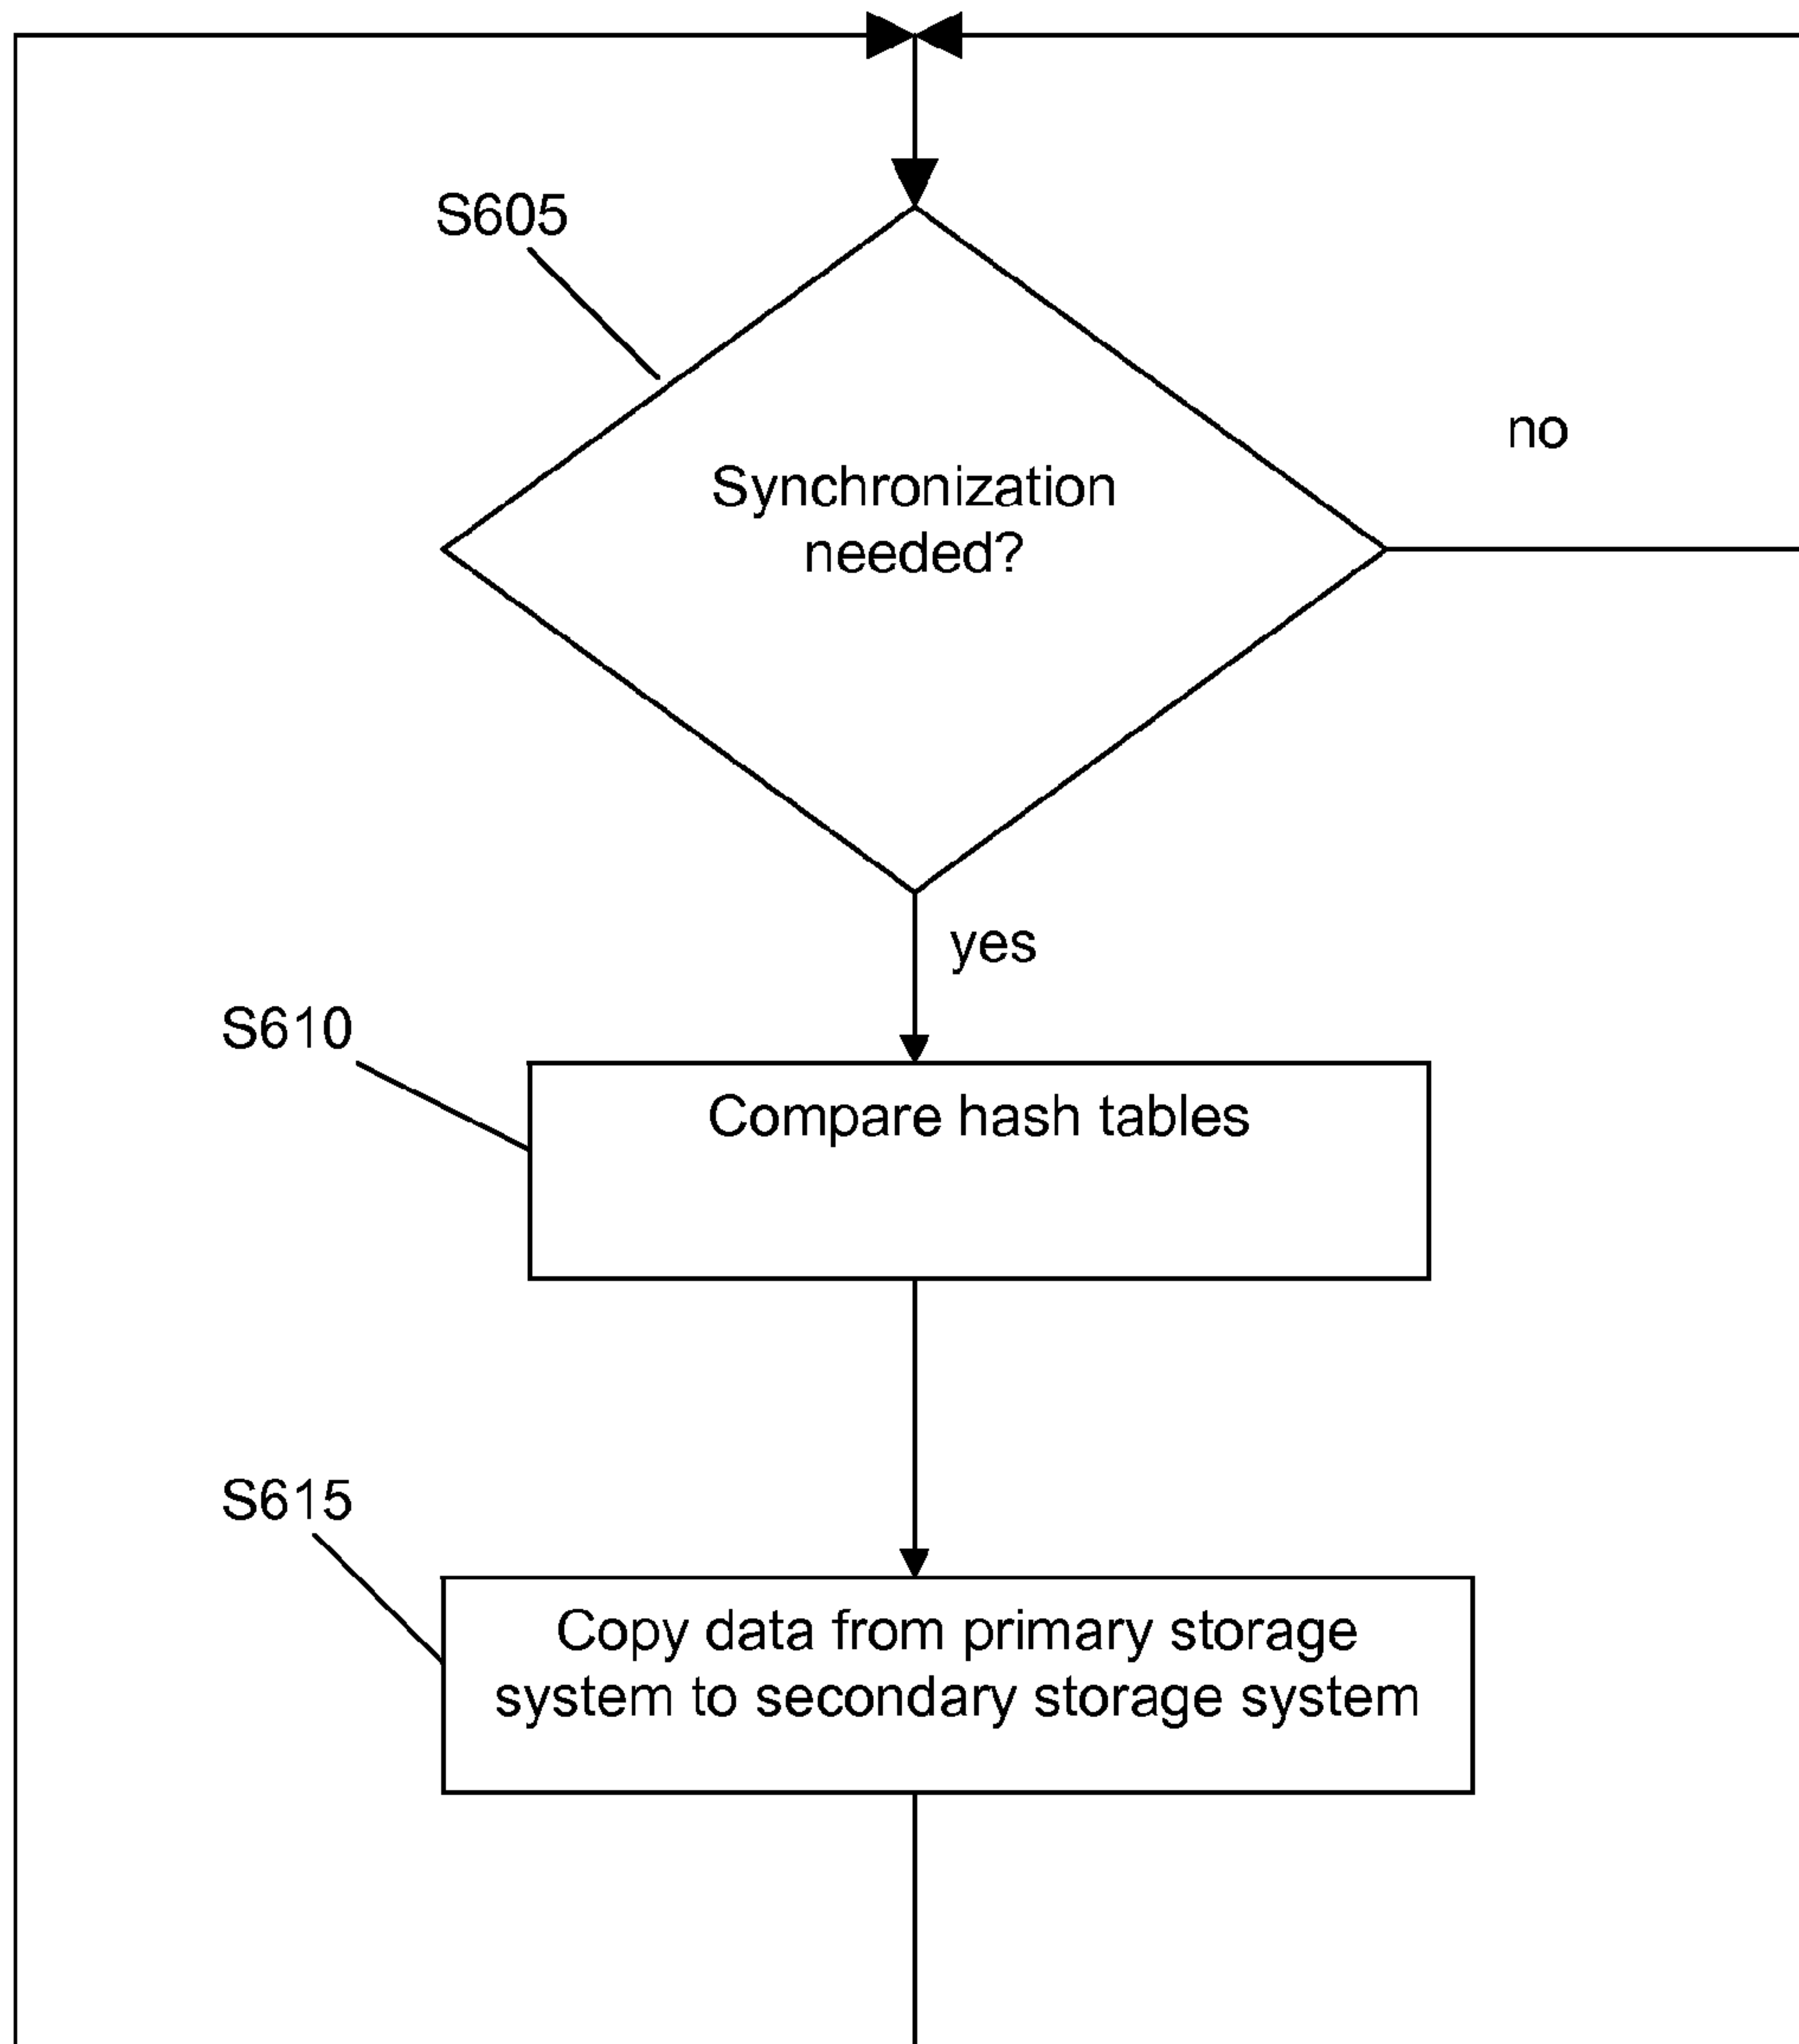 S605
Synchronization
needed?
no
yes
S610
Compare hash tables
S615
Copy data from primary storage
system to secondary storage system